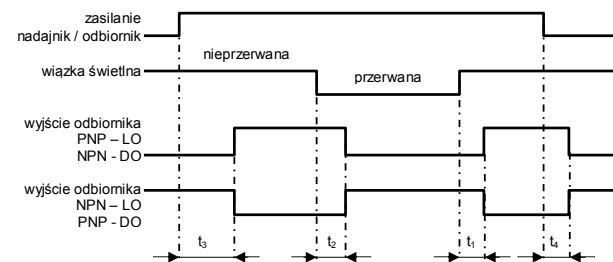 zasilanie
nadajnik / odbiornik
nieprzerwana
wiązka świetlna
przerwana
wyjście odbiornika
PNP – LO
NPN - DO
wyjście odbiornika
NPN – LO
PNP - DO
t₃ t₂ t₁ t₄